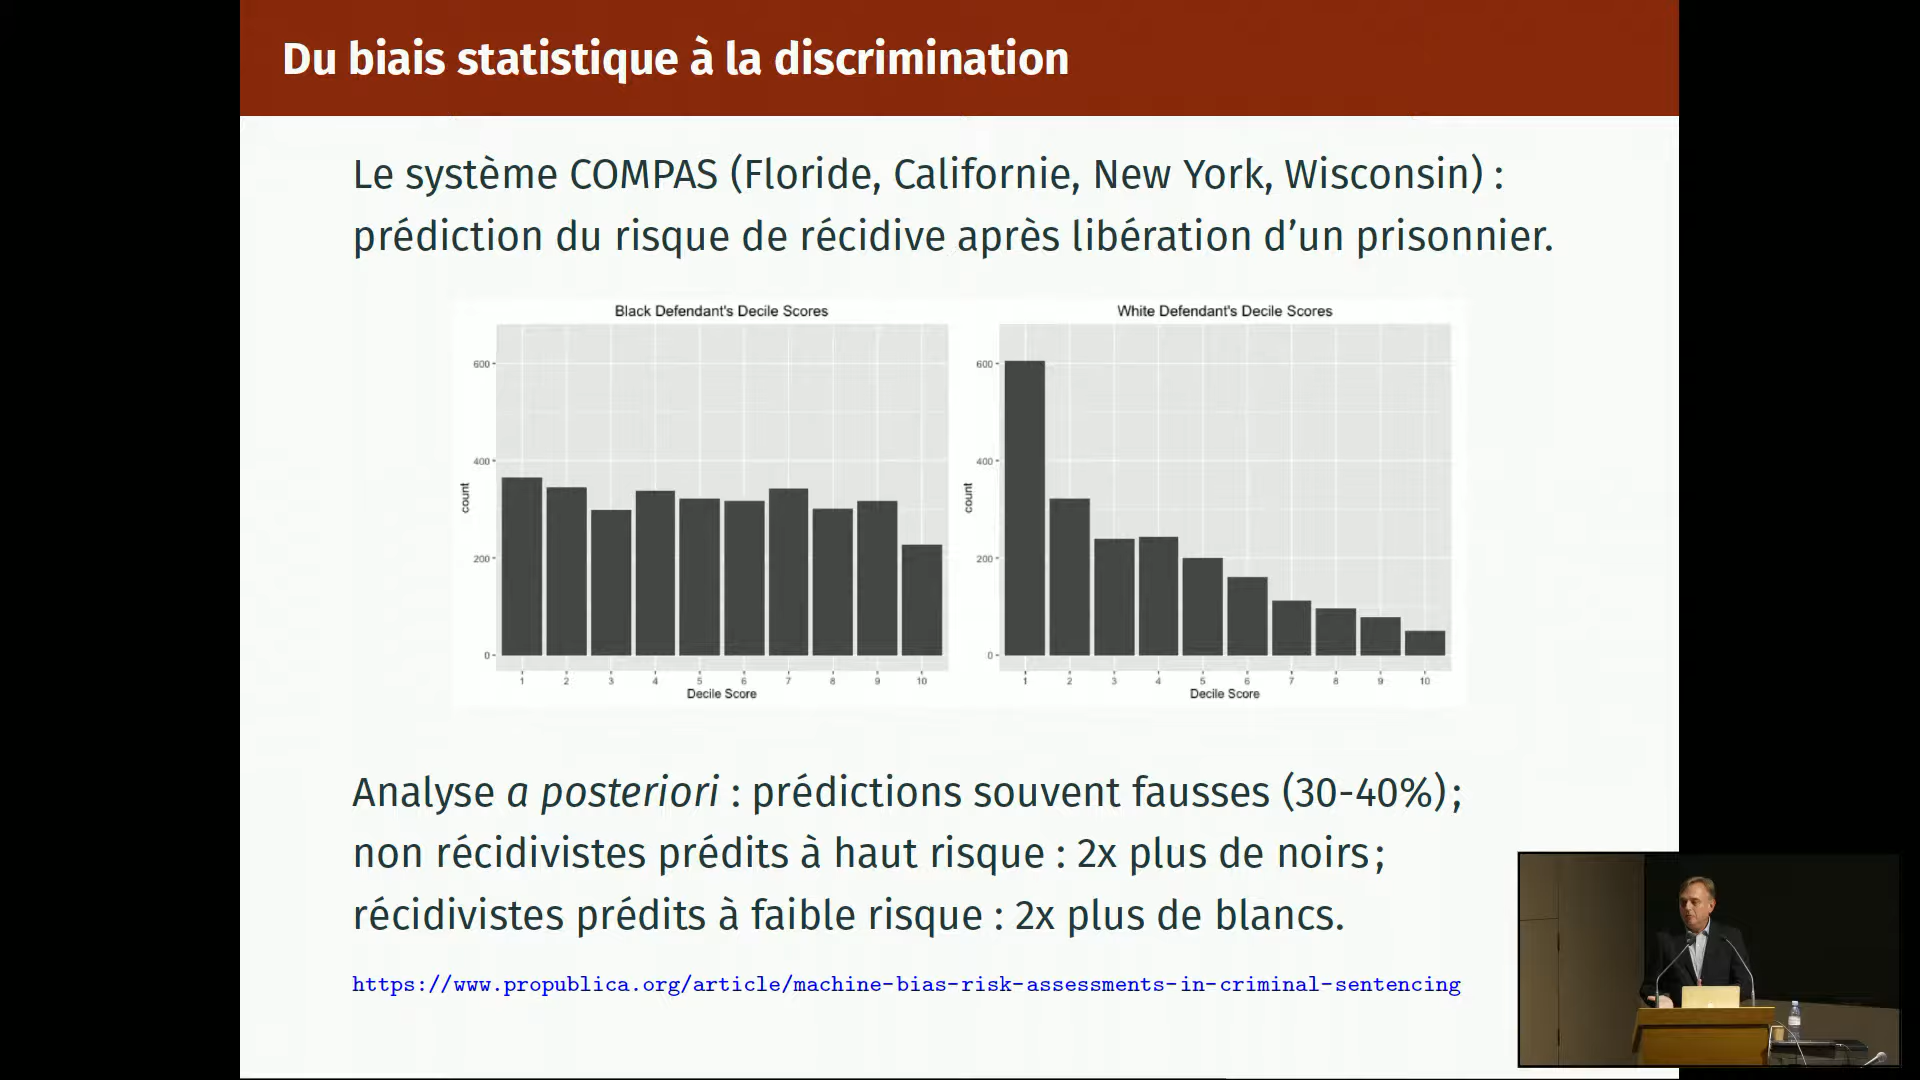 Du biais statistique à la discrimination
Le système COMPAS (Floride, Californie, New York, Wisconsin) :
prédiction du risque de récidive après libération d’un prisonnier.
Black Defendant's Decile Scores
600
400
200
0
count
1 2 3 4 5 6 7 8 9 10
Decile Score
White Defendant's Decile Scores
600
400
200
0
count
1 2 3 4 5 6 7 8 9 10
Decile Score
Analyse a posteriori : prédictions souvent fausses (30-40%) ;
non récidivistes prédits à haut risque : 2x plus de noirs ;
récidivistes prédits à faible risque : 2x plus de blancs.
https://www.propublica.org/article/machine-bias-risk-assessments-in-criminal-sentencing